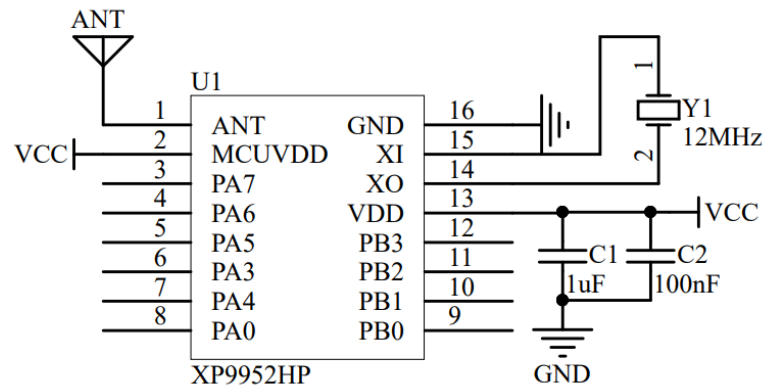 ANT
U1
1 ANT GND 16
VCC 2 MCUVDD XI 15
3 PA7 XO 14
4 PA6 VDD 13 VCC
5 PA5 PB3 12
6 PA3 PB2 11
7 PA4 PB1 10
8 PA0 PB0 9
XP9952HP
1
Y1
12MHz
2
C1
1uF
C2
100nF
GND